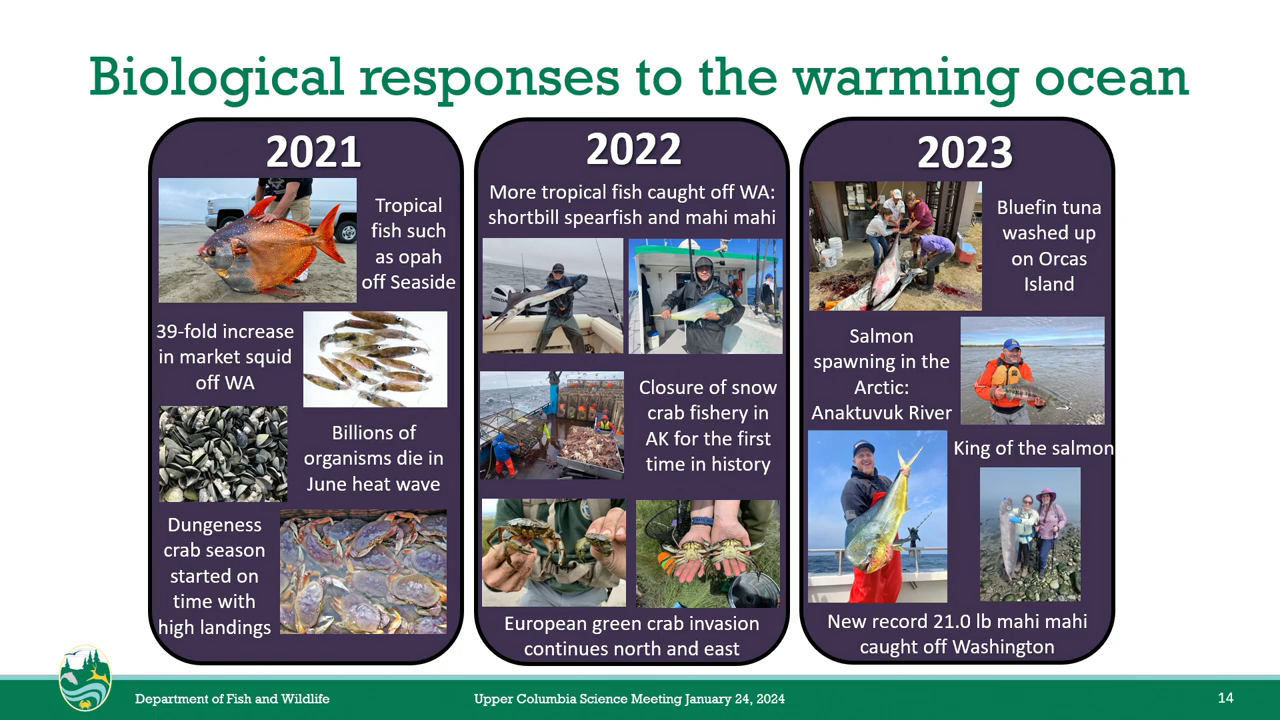 Biological responses to the warming ocean
2021
Tropical
fish such
as opah
off Seaside
39-fold increase
in market squid
off WA
Billions of
organisms die in
June heat wave
Dungeness
crab season
started on
time with
high landings
2022
More tropical fish caught off WA:
shortbill spearfish and mahi mahi
Closure of snow
crab fishery in
AK for the first
time in history
European green crab invasion
continues north and east
2023
Bluefin tuna
washed up
on Orcas
Island
Salmon
spawning in the
Arctic:
Anaktuvuk River
King of the salmon
New record 21.0 lb mahi mahi
caught off Washington
Department of Fish and Wildlife
Upper Columbia Science Meeting January 24, 2024
14